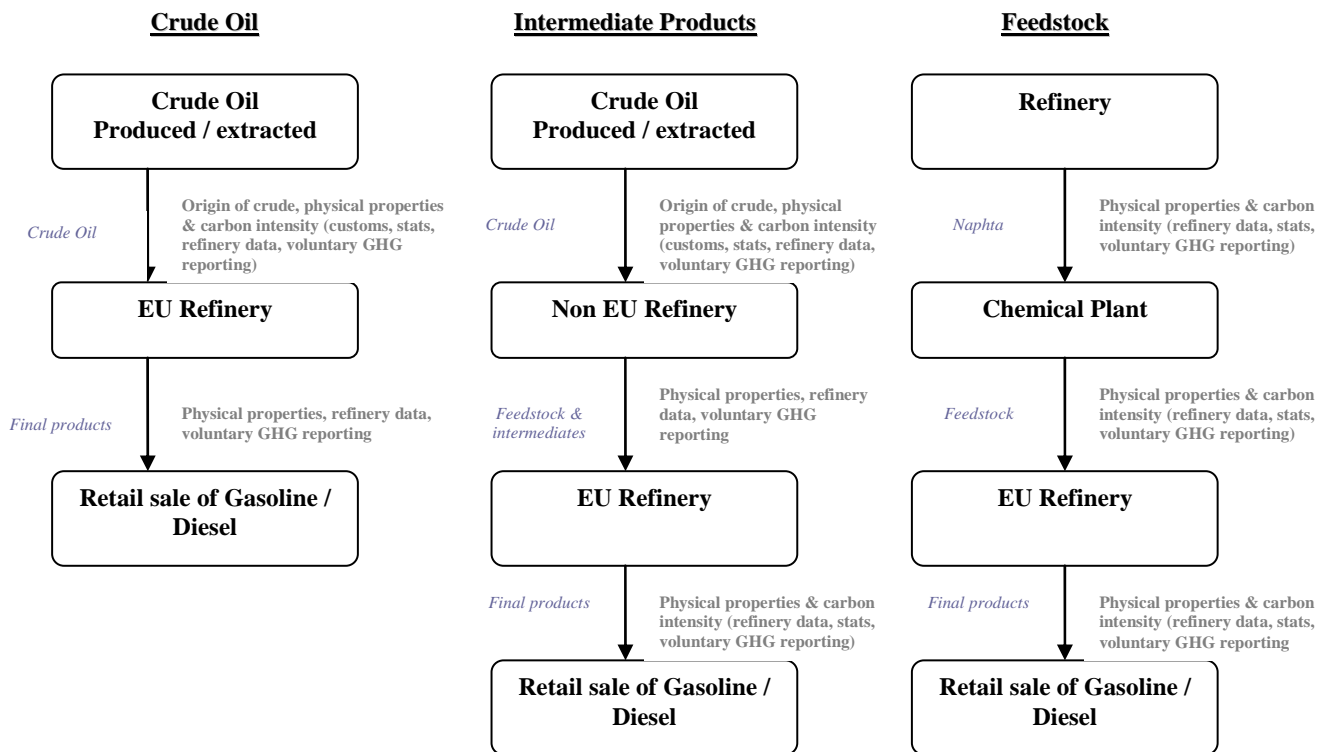 Crude Oil
Crude Oil
Produced / extracted
Crude Oil
Origin of crude, physical properties
& carbon intensity (customs, stats,
refinery data, voluntary GHG
reporting)
EU Refinery
Final products
Physical properties, refinery data,
voluntary GHG reporting
Retail sale of Gasoline /
Diesel
Intermediate Products
Crude Oil
Produced / extracted
Crude Oil
Origin of crude, physical
properties & carbon intensity
(customs, stats, refinery data,
voluntary GHG reporting)
Non EU Refinery
Feedstock &
intermediates
Physical properties, refinery
data, voluntary GHG
reporting
EU Refinery
Final products
Physical properties & carbon
intensity (refinery data, stats,
voluntary GHG reporting)
Retail sale of Gasoline /
Diesel
Feedstock
Refinery
Naphta
Physical properties & carbon
intensity (refinery data, stats,
voluntary GHG reporting)
Chemical Plant
Feedstock
Physical properties & carbon
intensity (refinery data, stats,
voluntary GHG reporting)
EU Refinery
Final products
Physical properties & carbon
intensity (refinery data, stats,
voluntary GHG reporting
Retail sale of Gasoline /
Diesel